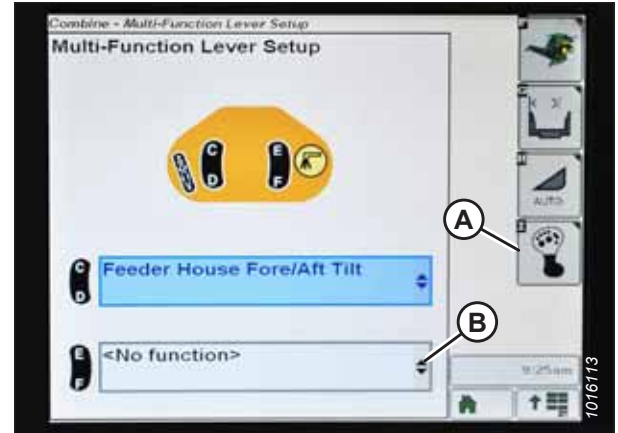 Combine - Multi-Function Lever Setup
Multi-Function Lever Setup
C
D
E
F
AUTO
A
C
D
Feeder House Fore/Aft Tilt
B
E
F
<No function>
9:25am
1016113